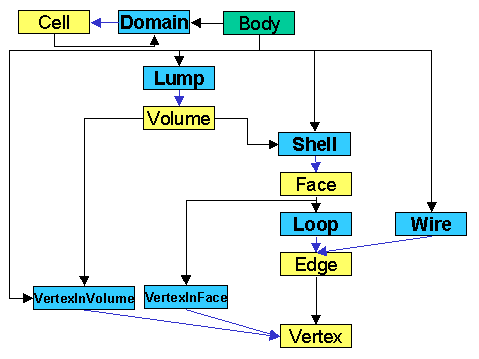 Cell
Domain
Body
Lump
Volume
Shell
Face
Loop
Wire
Edge
VertexInVolume
VertexInFace
Vertex